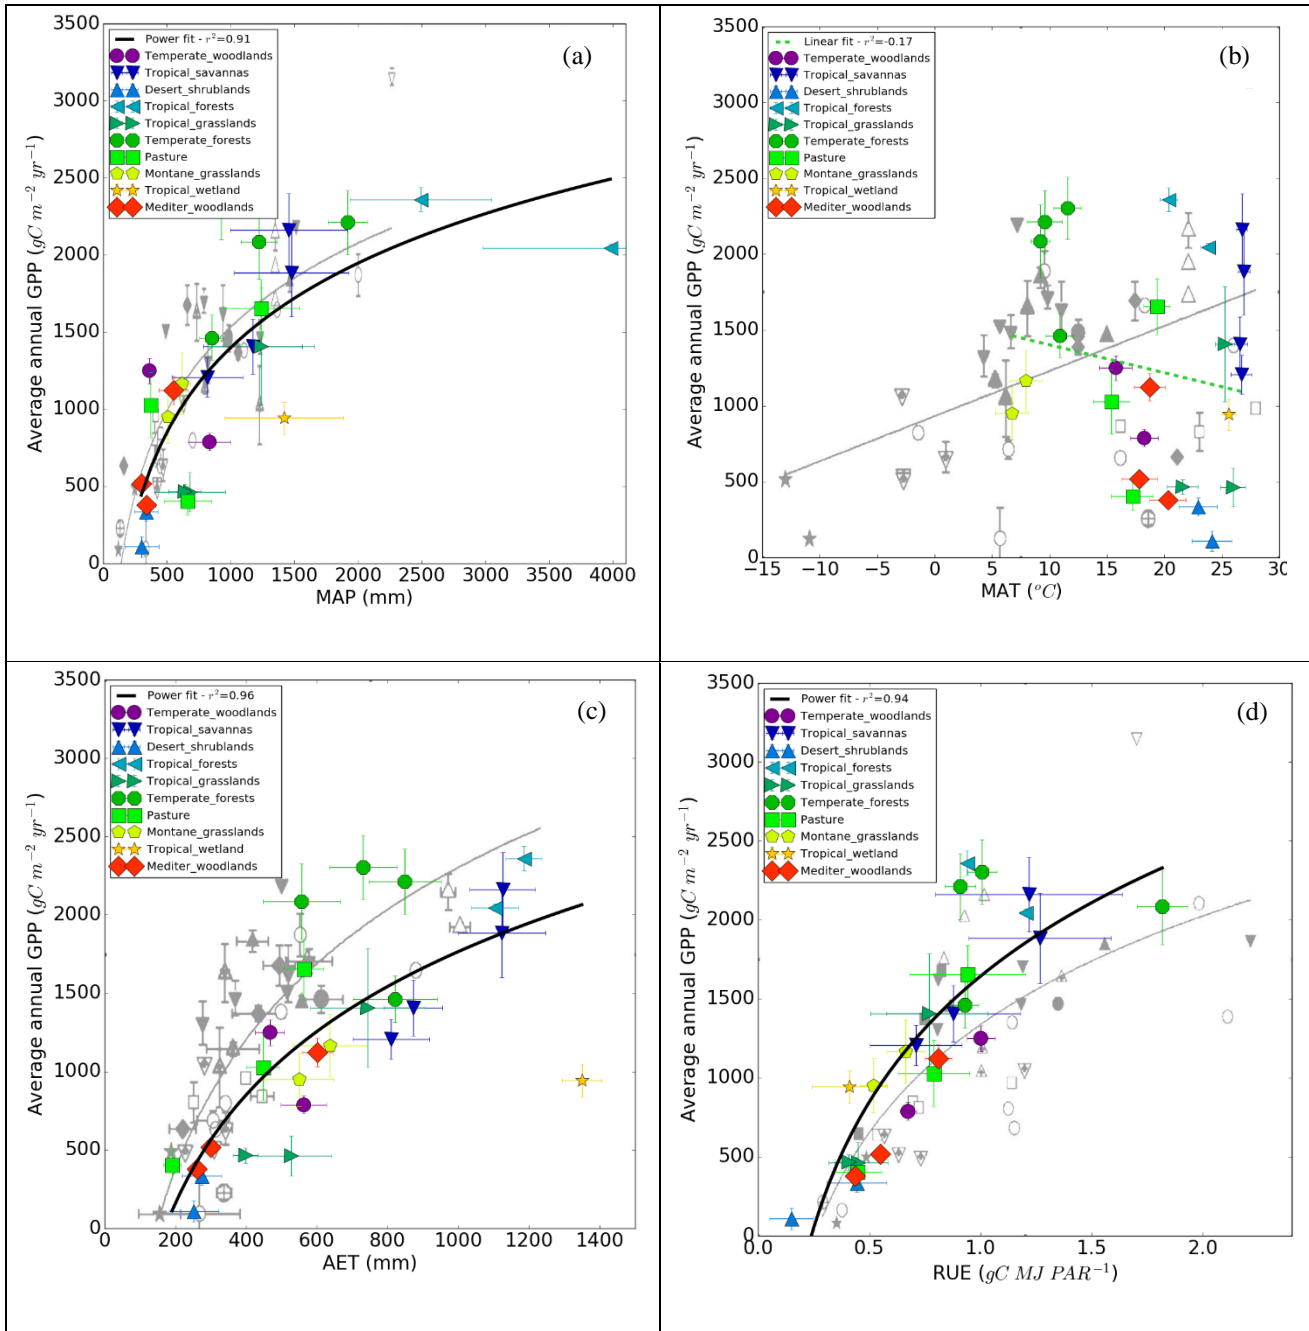 (a)
Power fit - r²=0.91
Temperate_woodlands
Tropical_savannas
Desert_shrublands
Tropical_forests
Tropical_grasslands
Temperate_forests
Pasture
Montane_grasslands
Tropical_wetland
Mediter_woodlands
3500
3000
2500
2000
1500
1000
500
0
Average annual GPP (gC m⁻² yr⁻¹)
0 500 1000 1500 2000 2500 3000 3500 4000
MAP (mm)
(b)
Linear fit - r²=-0.17
Temperate_woodlands
Tropical_savannas
Desert_shrublands
Tropical_forests
Tropical_grasslands
Temperate_forests
Pasture
Montane_grasslands
Tropical_wetland
Mediter_woodlands
3500
3000
2500
2000
1500
1000
500
0
Average annual GPP (gC m⁻² yr⁻¹)
−15 −10 −5 0 5 10 15 20 25 30
MAT (°C)
(c)
Power fit - r²=0.96
Temperate_woodlands
Tropical_savannas
Desert_shrublands
Tropical_forests
Tropical_grasslands
Temperate_forests
Pasture
Montane_grasslands
Tropical_wetland
Mediter_woodlands
3500
3000
2500
2000
1500
1000
500
0
Average annual GPP (gC m⁻² yr⁻¹)
0 200 400 600 800 1000 1200 1400
AET (mm)
(d)
Power fit - r²=0.94
Temperate_woodlands
Tropical_savannas
Desert_shrublands
Tropical_forests
Tropical_grasslands
Temperate_forests
Pasture
Montane_grasslands
Tropical_wetland
Mediter_woodlands
3500
3000
2500
2000
1500
1000
500
0
Average annual GPP (gC m⁻² yr⁻¹)
0.0 0.5 1.0 1.5 2.0
RUE (gC MJ PAR⁻¹)